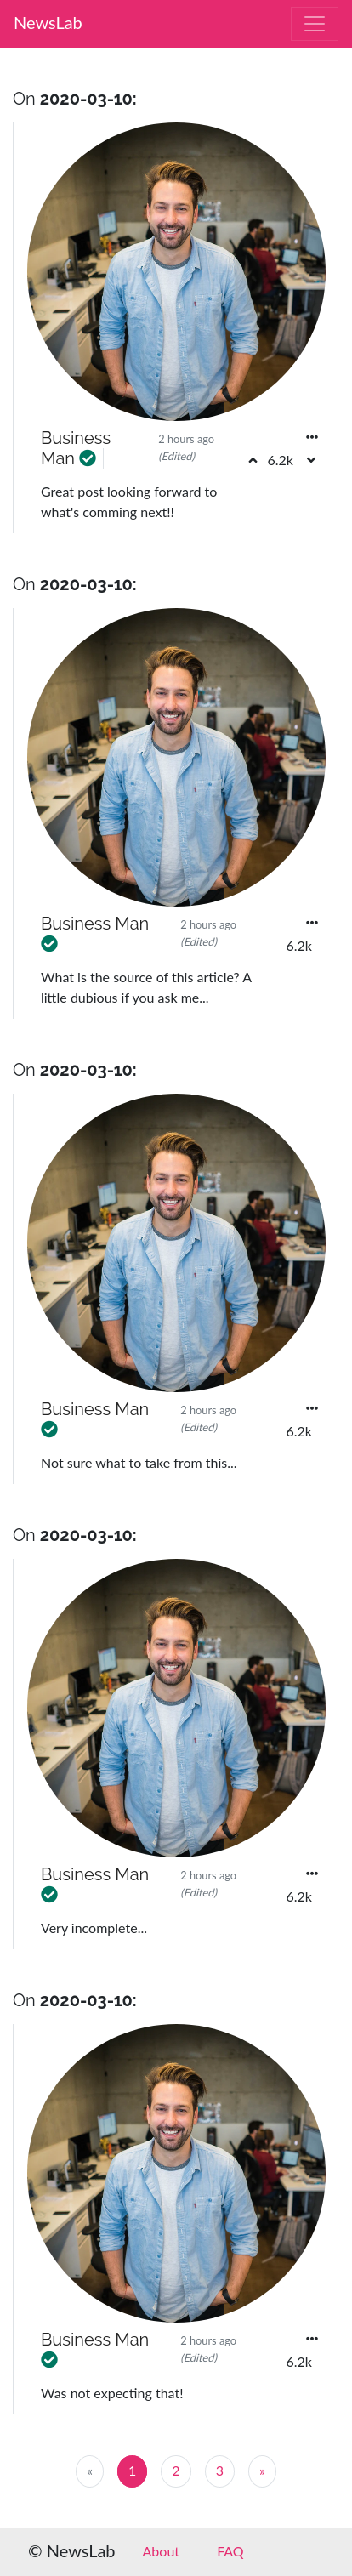 NewsLab
On 2020-03-10:
Business
Man
2 hours ago
(Edited)
6.2k
Great post looking forward to
what's comming next!!
On 2020-03-10:
Business Man
2 hours ago
(Edited)
6.2k
What is the source of this article? A
little dubious if you ask me...
On 2020-03-10:
Business Man
2 hours ago
(Edited)
6.2k
Not sure what to take from this...
On 2020-03-10:
Business Man
2 hours ago
(Edited)
6.2k
Very incomplete...
On 2020-03-10:
Business Man
2 hours ago
(Edited)
6.2k
Was not expecting that!
« 1 2 3 »
© NewsLab About FAQ